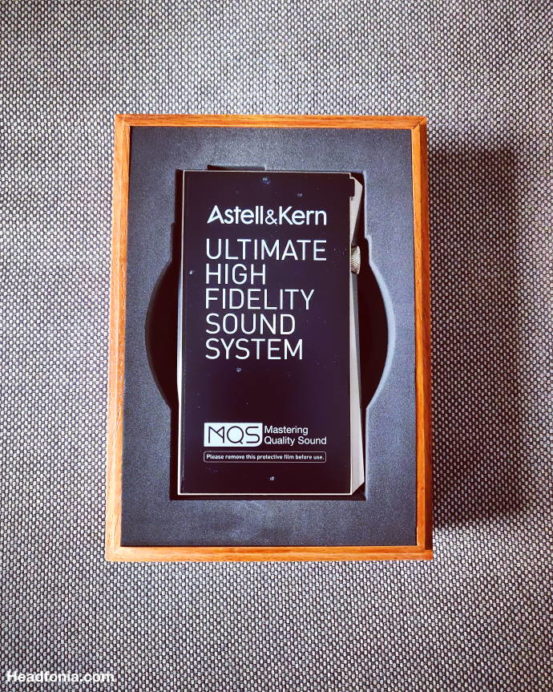 Astell&Kern
ULTIMATE
HIGH
FIDELITY
SOUND
SYSTEM
MQS Mastering
Quality Sound
Please remove this protective film before use.
Headfonia.com